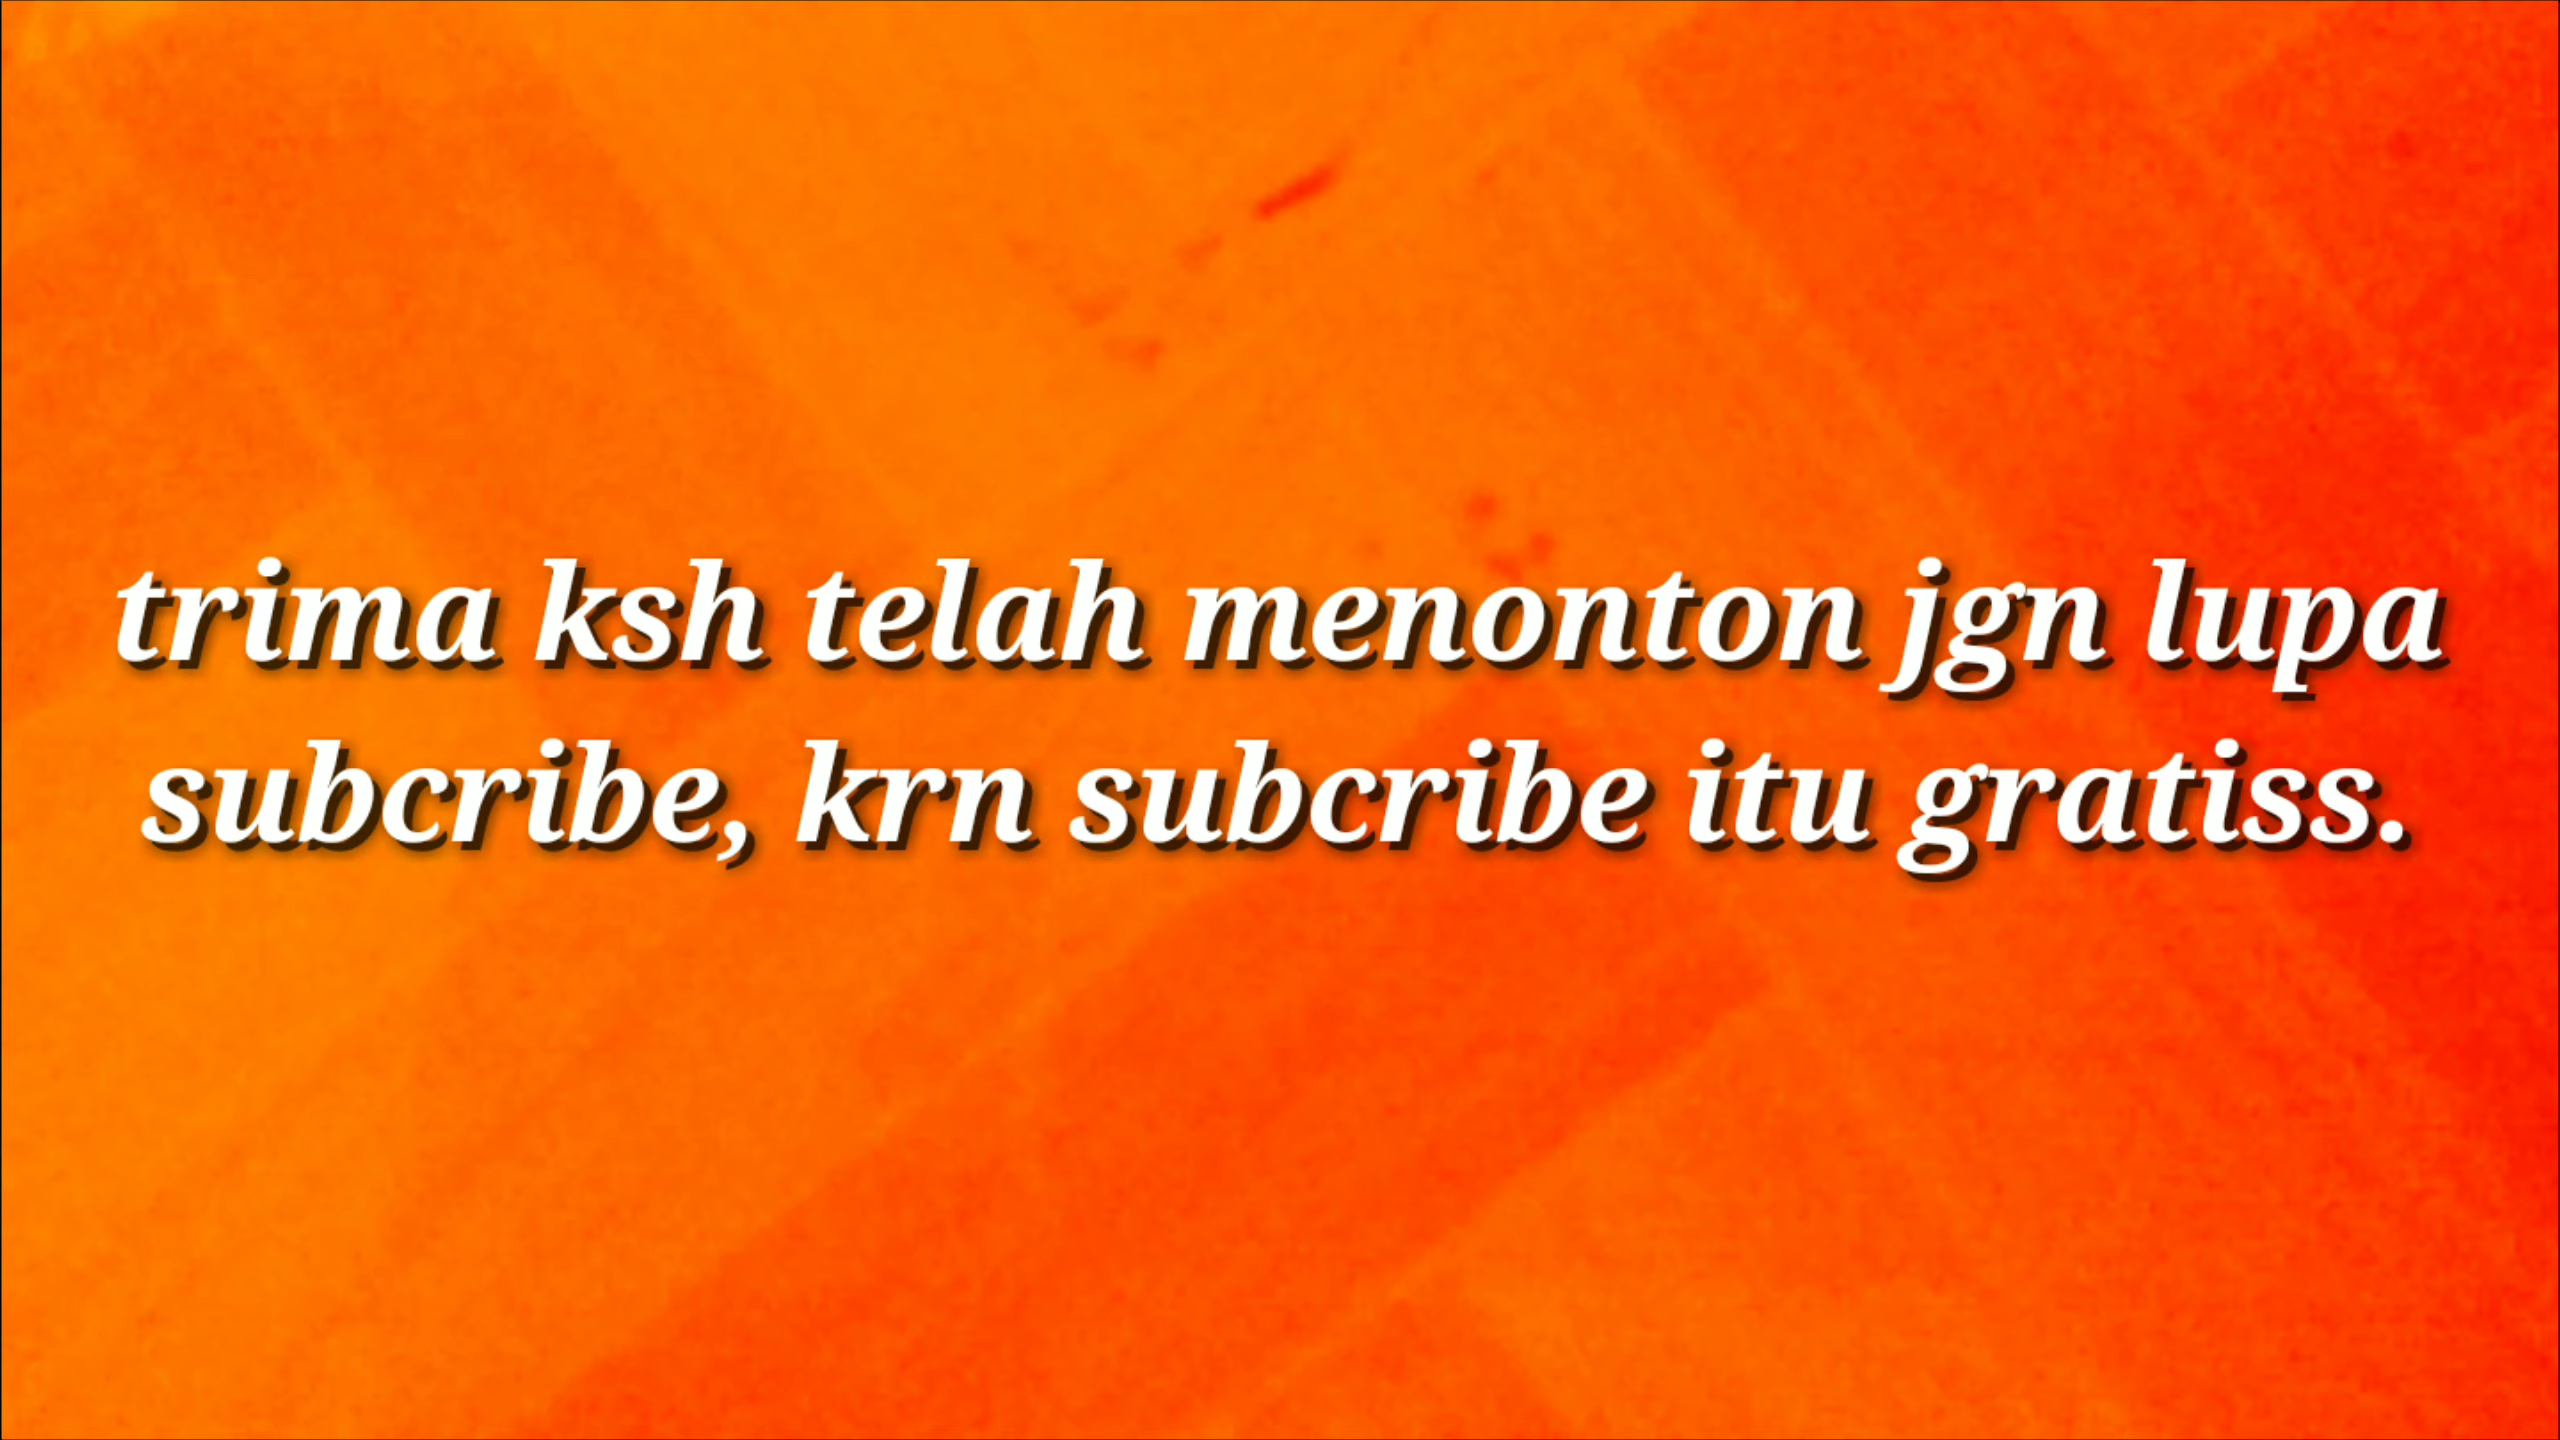 trima ksh telah menonton jgn lupa
subcribe, krn subcribe itu gratiss.